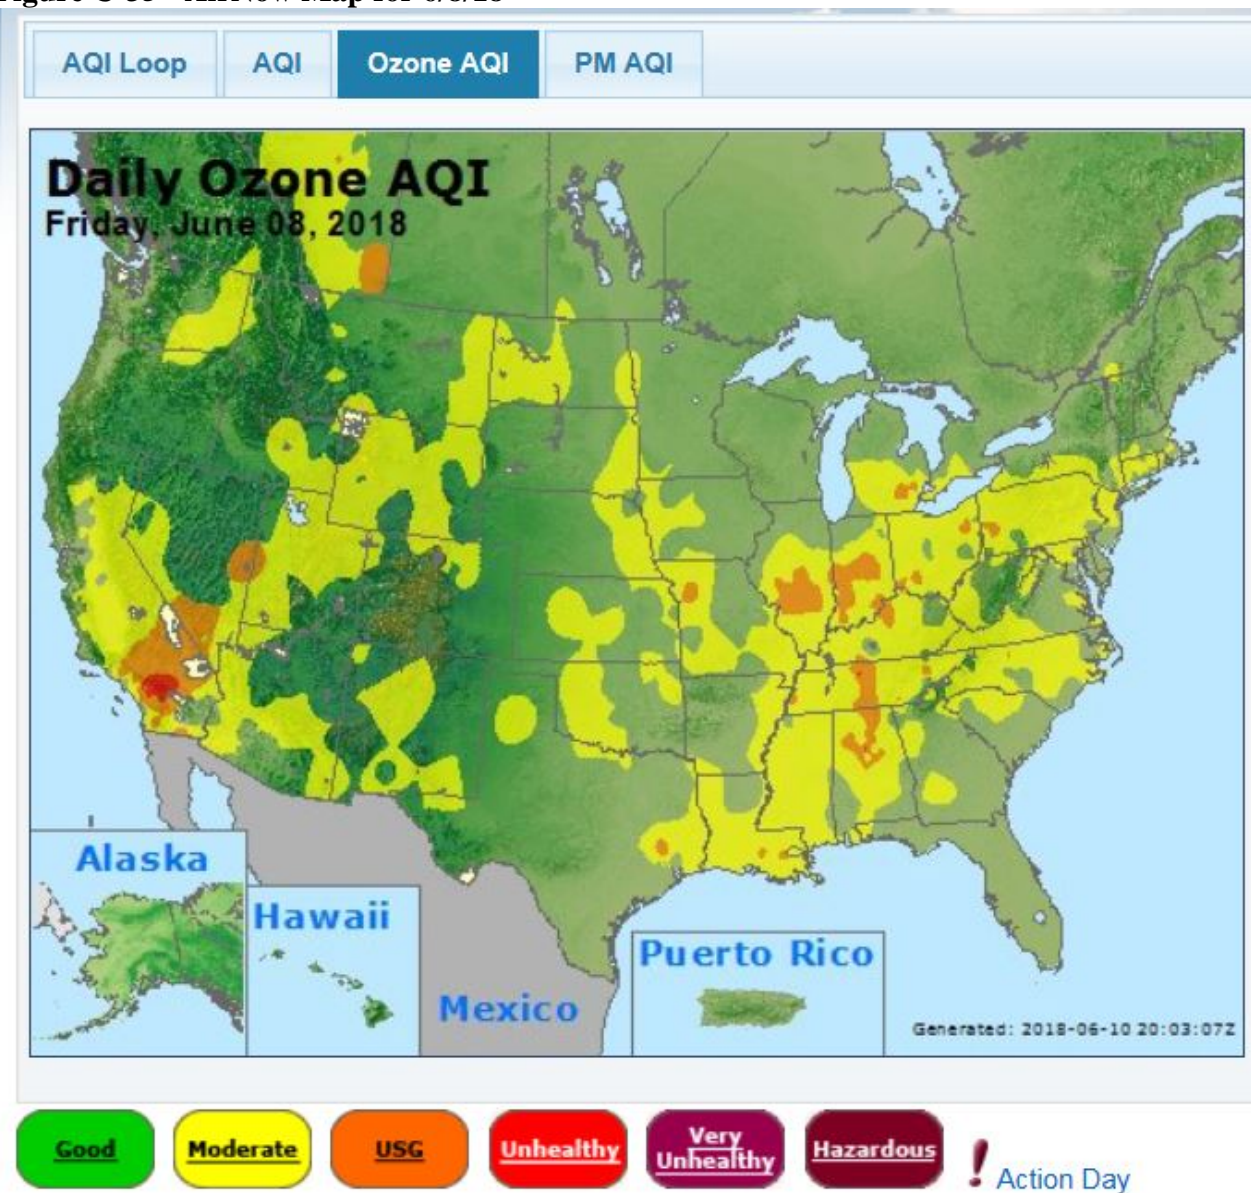 AQI Loop AQI Ozone AQI PM AQI
Daily Ozone AQI
Friday, June 08, 2018
Alaska
Hawaii
Puerto Rico
Mexico
Generated: 2018-06-10 20:03:07Z
Good Moderate USG Unhealthy Very Unhealthy Hazardous ! Action Day